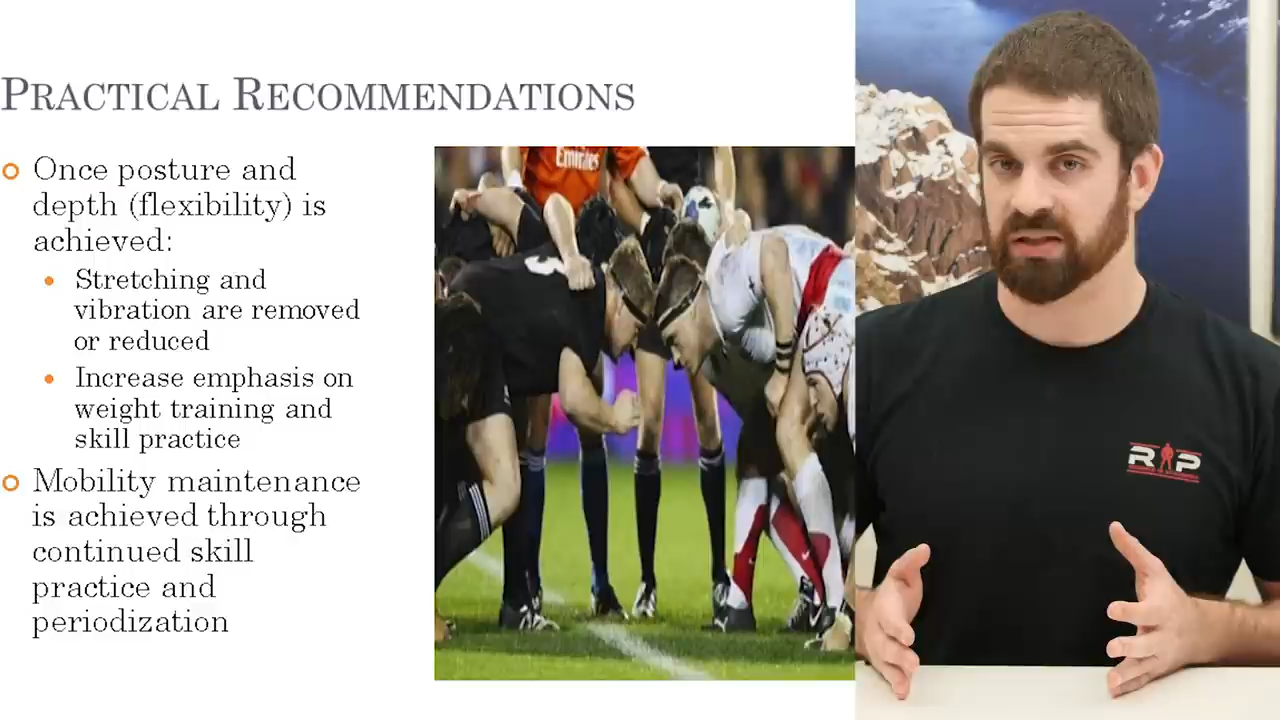 PRACTICAL RECOMMENDATIONS
Once posture and
depth (flexibility) is
achieved:
Stretching and
vibration are removed
or reduced
Increase emphasis on
weight training and
skill practice
Mobility maintenance
is achieved through
continued skill
practice and
periodization
Emirates
3
RP